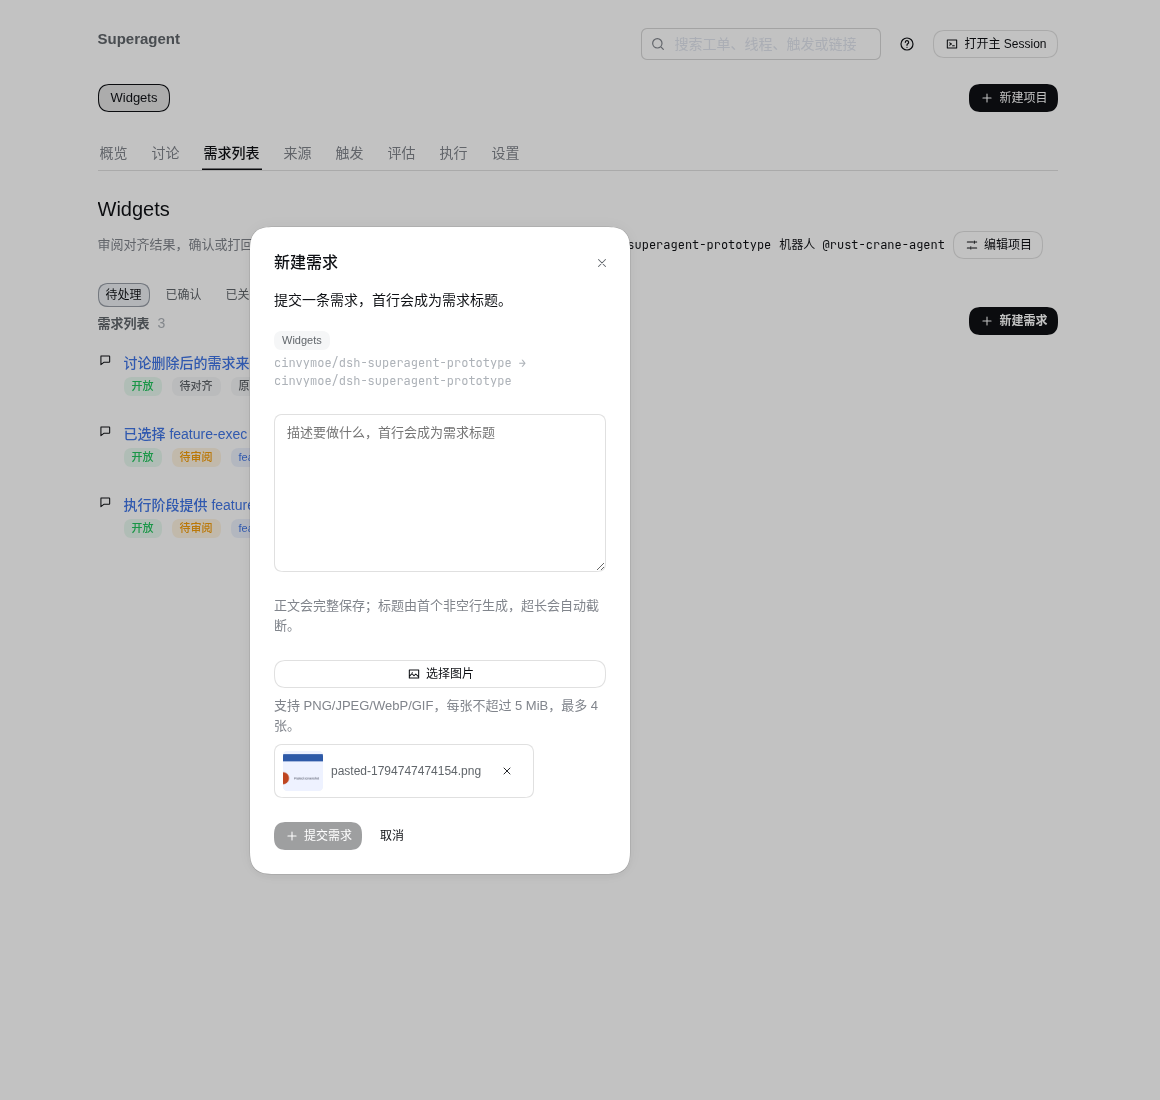 Superagent
搜索工单、线程、触发或链接
打开主 Session
Widgets
新建项目
概览 讨论 需求列表 来源 触发 评估 执行 设置
Widgets
审阅对齐结果，确认或打回
superagent-prototype 机器人 @rust-crane-agent
编辑项目
待处理 已确认 已关
需求列表 3
新建需求
讨论删除后的需求来
开放 待对齐 原
已选择 feature-exec
开放 待审阅 fea
执行阶段提供 feature
开放 待审阅 fea
新建需求
提交一条需求，首行会成为需求标题。
Widgets
cinvymoe/dsh-superagent-prototype →
cinvymoe/dsh-superagent-prototype
描述要做什么，首行会成为需求标题
正文会完整保存；标题由首个非空行生成，超长会自动截
断。
选择图片
支持 PNG/JPEG/WebP/GIF，每张不超过 5 MiB，最多 4
张。
pasted-1794747474154.png
提交需求 取消